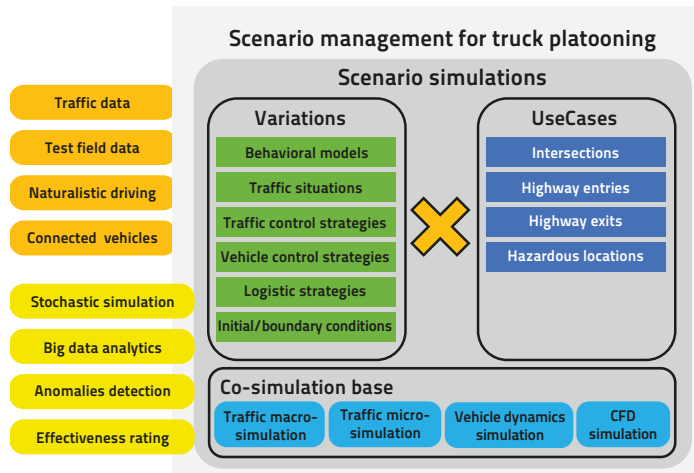 Scenario management for truck platooning
Scenario simulations
Traffic data
Test field data
Naturalistic driving
Connected vehicles
Stochastic simulation
Big data analytics
Anomalies detection
Effectiveness rating
Variations
Behavioral models
Traffic situations
Traffic control strategies
Vehicle control strategies
Logistic strategies
Initial/boundary conditions
UseCases
Intersections
Highway entries
Highway exits
Hazardous locations
Co-simulation base
Traffic macro-
simulation
Traffic micro-
simulation
Vehicle dynamics
simulation
CFD
simulation